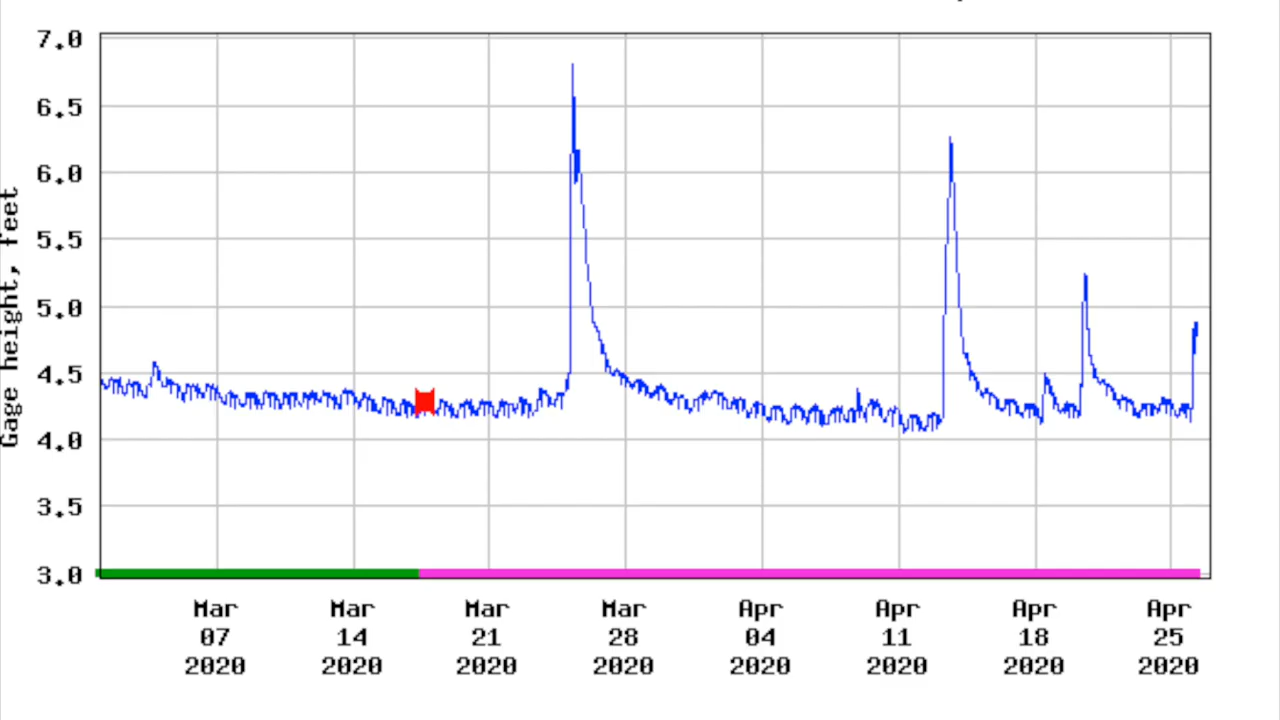 7.0
6.5
6.0
5.5
5.0
4.5
4.0
3.5
3.0
Gage height, feet
Mar Mar Mar Mar Apr Apr Apr Apr
07 14 21 28 04 11 18 25
2020 2020 2020 2020 2020 2020 2020 2020